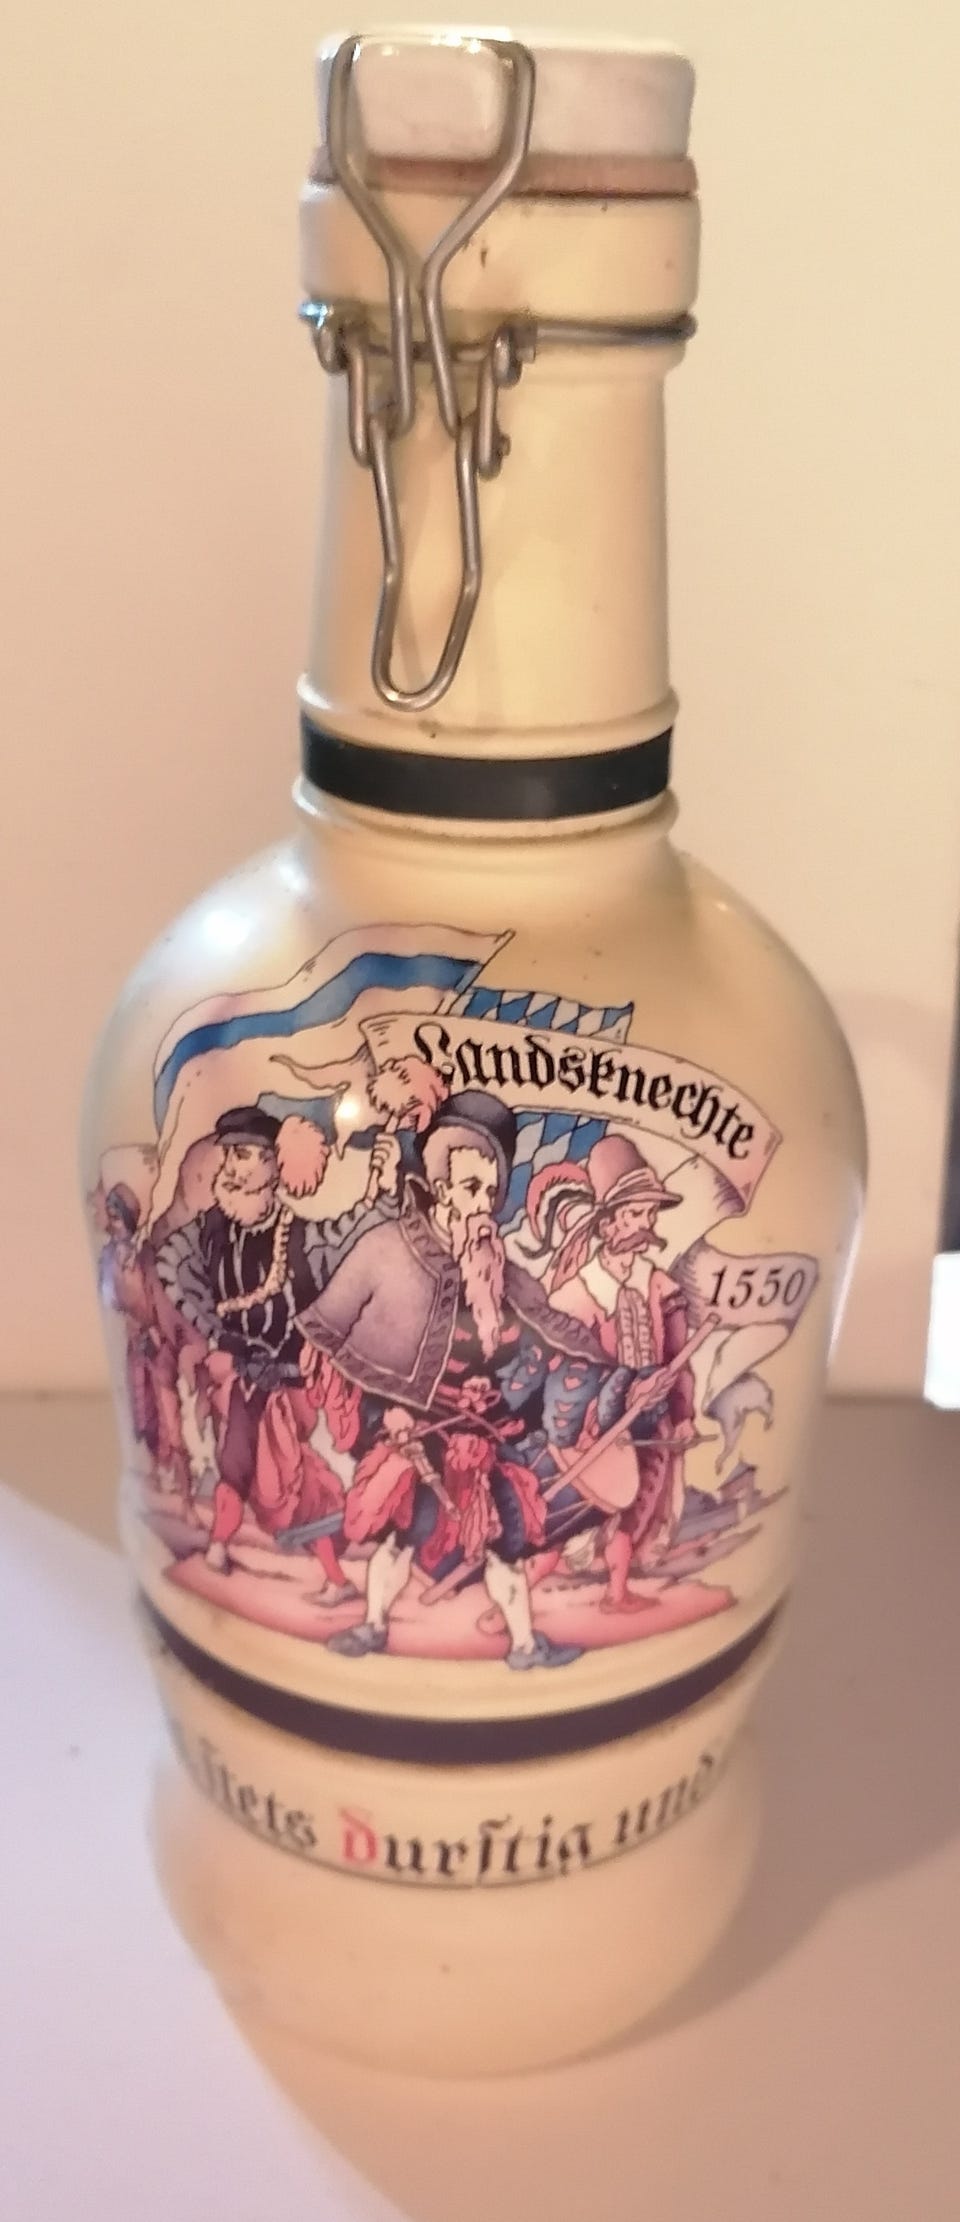 Landsknechte
1550
ſtets durſtig und